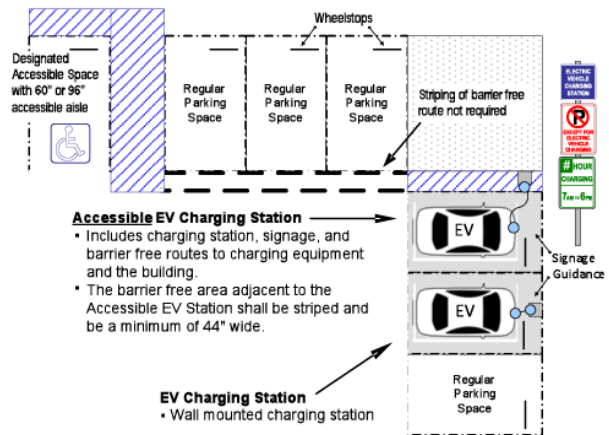 Wheelstops
Designated
Accessible Space
with 60" or 96"
accessible aisle
Regular
Parking
Space
Regular
Parking
Space
Regular
Parking
Space
Striping of barrier free
route not required
ELECTRIC
VEHICLE
CHARGING
STATION
P
EXCEPT FOR
ELECTRIC
VEHICLE
CHARGING
# HOUR
CHARGING
7AM TO 6PM
Accessible EV Charging Station
▪ Includes charging station, signage, and
barrier free routes to charging equipment
and the building.
▪ The barrier free area adjacent to the
Accessible EV Station shall be striped and
be a minimum of 44" wide.
EV
EV
Signage
Guidance
EV Charging Station
▪ Wall mounted charging station
Regular
Parking
Space